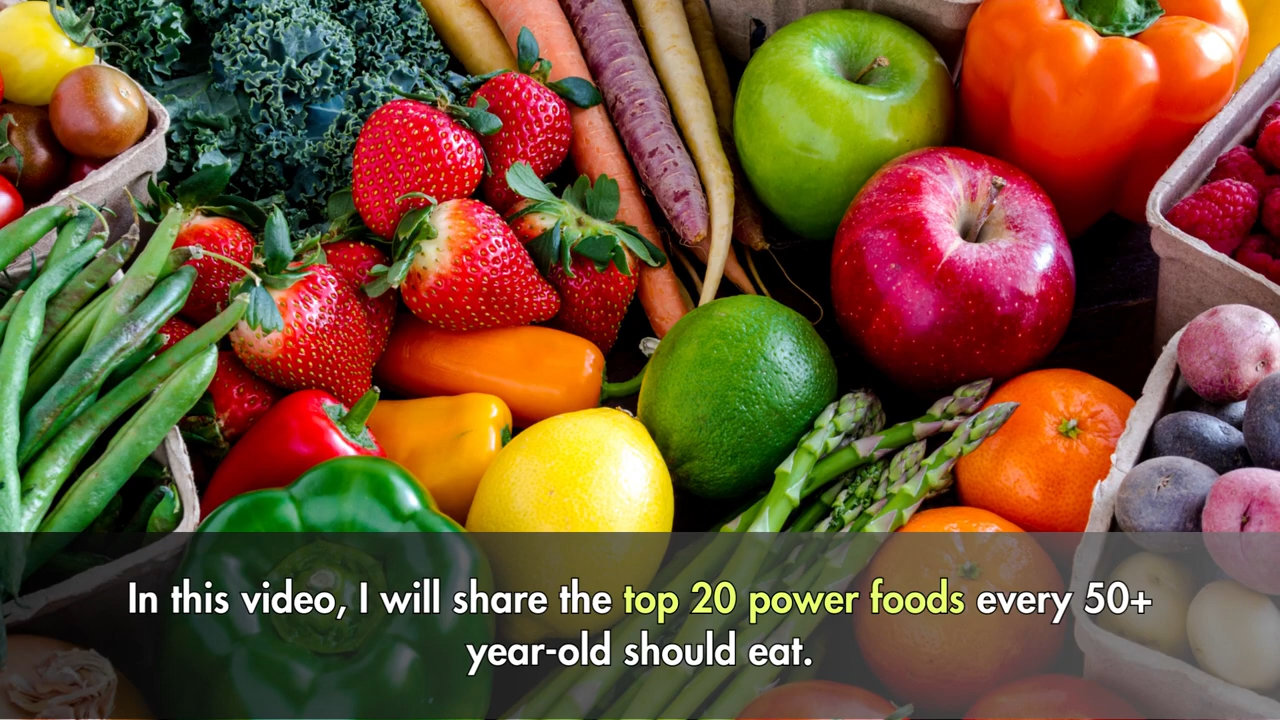 In this video, I will share the top 20 power foods every 50+
year-old should eat.